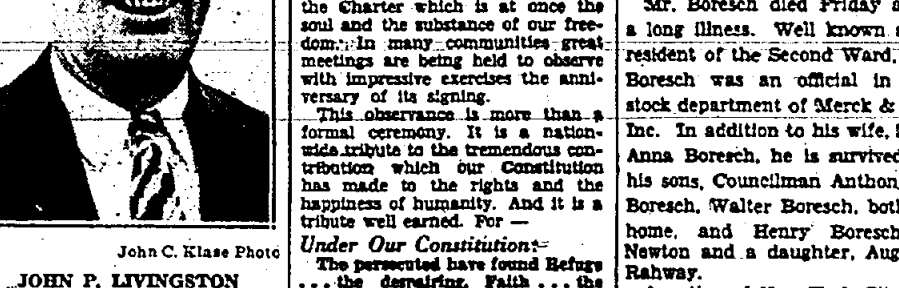 John C. Klase Photo
JOHN P. LIVINGSTON
the Charter which is at once the
soul and the substance of our free-
dom. In many communities great
meetings are being held to observe
with impressive exercises the anni-
versary of its signing.
This observance is more than a
formal ceremony. It is a nation-
wide tribute to the tremendous con-
tribution which our Constitution
has made to the rights and the
happiness of humanity. And it is a
tribute well earned. For —
Under Our Constitution:
The persecuted have found Refuge
... the despairing, Faith ... the
Mr. Boresch died Friday
a long illness. Well known
resident of the Second Ward,
Boresch was an official in
stock department of Merck &
Inc. In addition to his wife,
Anna Boresch, he is survived
his sons, Councilman Anthon
Boresch, Walter Boresch, both
home, and Henry Boresch
Newton and a daughter, Aug
Rahway.